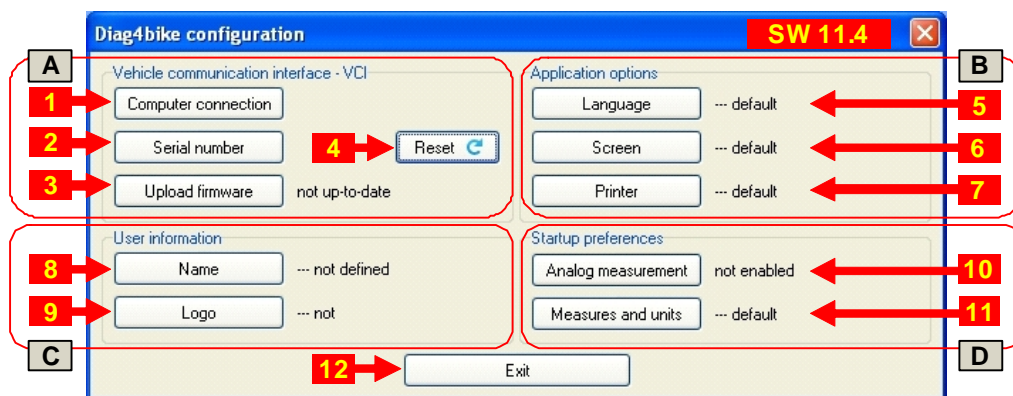 Diag4bike configuration SW 11.4
A Vehicle communication interface - VCI
1 Computer connection
2 Serial number 4 Reset
3 Upload firmware not up-to-date
Application options B
Language --- default 5
Screen --- default 6
Printer --- default 7
User information
8 Name --- not defined
9 Logo --- not
C
Startup preferences
Analog measurement not enabled 10
Measures and units --- default 11
D
12 Exit